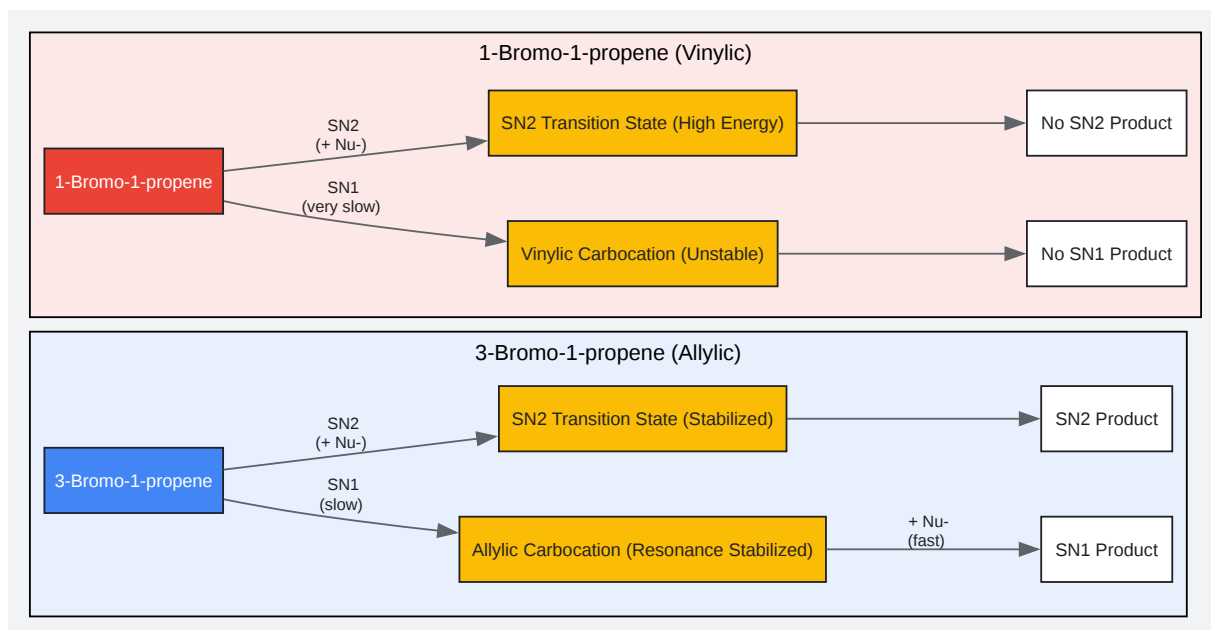 1-Bromo-1-propene (Vinylic)
1-Bromo-1-propene
SN2
(+ Nu-)
SN2 Transition State (High Energy)
No SN2 Product
SN1
(very slow)
Vinylic Carbocation (Unstable)
No SN1 Product
3-Bromo-1-propene (Allylic)
3-Bromo-1-propene
SN2
(+ Nu-)
SN2 Transition State (Stabilized)
SN2 Product
SN1
(slow)
Allylic Carbocation (Resonance Stabilized)
+ Nu-
(fast)
SN1 Product